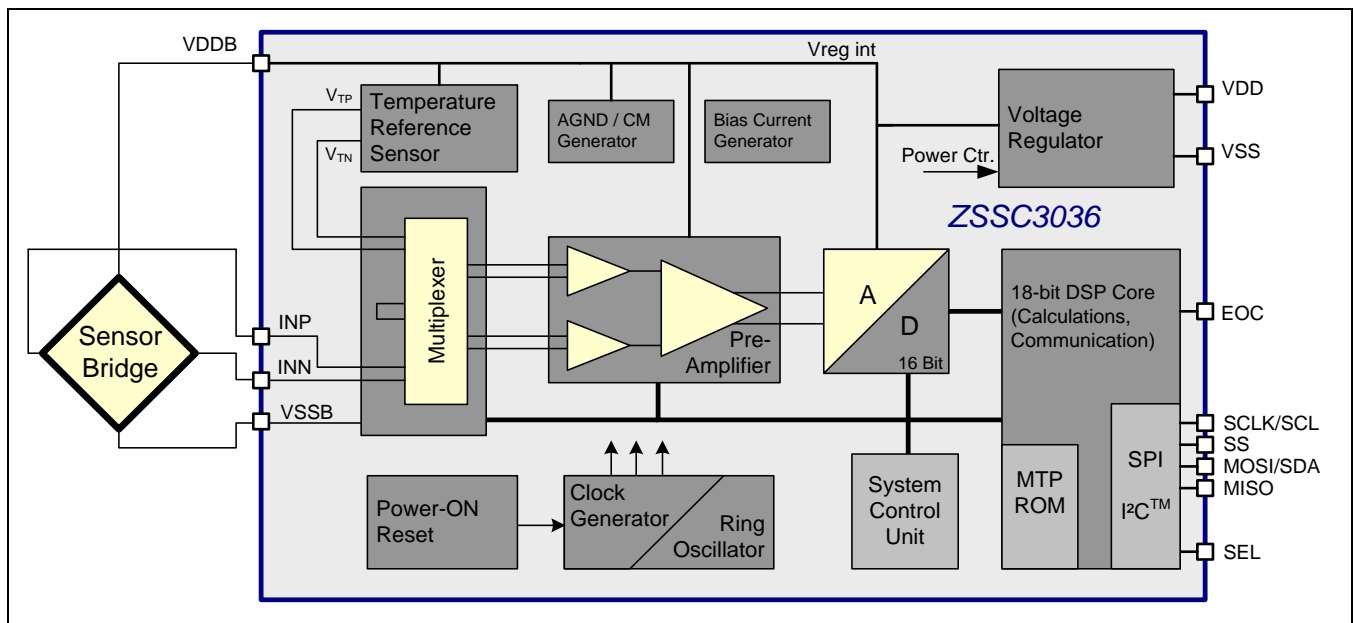 VDDB
Vreg int
VTP
Temperature
Reference
Sensor
VTN
AGND / CM
Generator
Bias Current
Generator
Voltage
Regulator
Power Ctr.
VDD
VSS
ZSSC3036
Sensor
Bridge
INP
INN
VSSB
Multiplexer
Pre-
Amplifier
A
D
16 Bit
18-bit DSP Core
(Calculations,
Communication)
EOC
SCLK/SCL
SS
MOSI/SDA
MISO
SEL
Power-ON
Reset
Clock
Generator
Ring
Oscillator
System
Control
Unit
MTP
ROM
SPI
I²C™